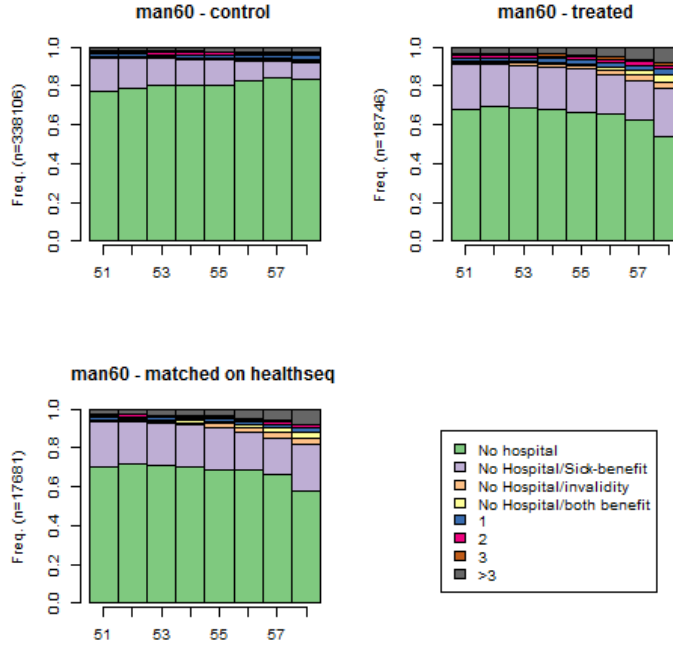 man60 - control
Freq. (n=338106)
0.0 0.2 0.4 0.6 0.8 1.0
51 53 55 57
man60 - treated
Freq. (n=18746)
0.0 0.2 0.4 0.6 0.8 1.0
51 53 55 57
man60 - matched on healthseq
Freq. (n=17681)
0.0 0.2 0.4 0.6 0.8 1.0
51 53 55 57
No hospital
No Hospital/Sick-benefit
No Hospital/invalidity
No Hospital/both benefit
1
2
3
>3